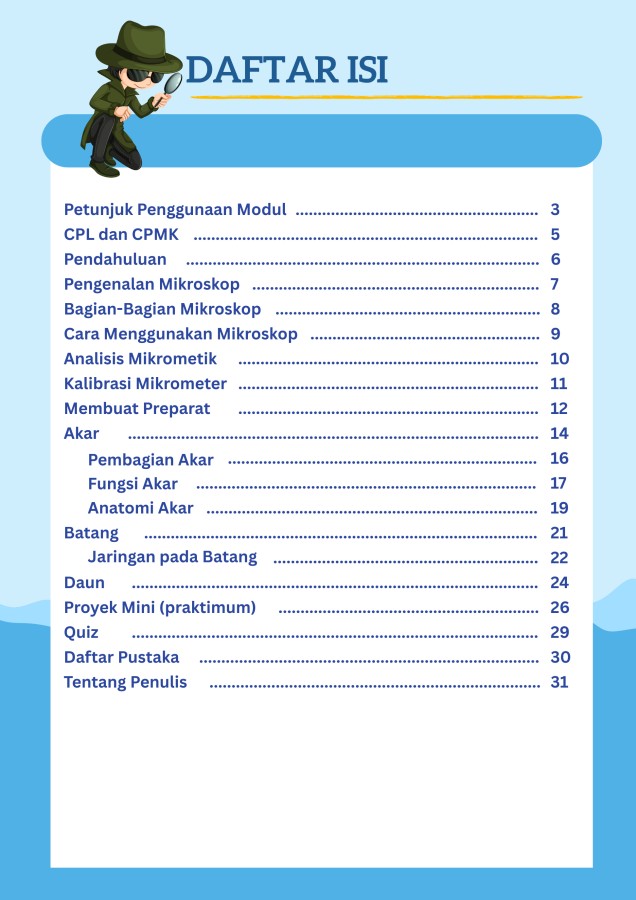 DAFTAR ISI
Petunjuk Penggunaan Modul ........................................................ 3
CPL dan CPMK ........................................................ 5
Pendahuluan ........................................................ 6
Pengenalan Mikroskop ........................................................ 7
Bagian-Bagian Mikroskop ........................................................ 8
Cara Menggunakan Mikroskop ........................................................ 9
Analisis Mikrometik ........................................................ 10
Kalibrasi Mikrometer ........................................................ 11
Membuat Preparat ........................................................ 12
Akar ........................................................ 14
Pembagian Akar ........................................................ 16
Fungsi Akar ........................................................ 17
Anatomi Akar ........................................................ 19
Batang ........................................................ 21
Jaringan pada Batang ........................................................ 22
Daun ........................................................ 24
Proyek Mini (praktimum) ........................................................ 26
Quiz ........................................................ 29
Daftar Pustaka ........................................................ 30
Tentang Penulis ........................................................ 31